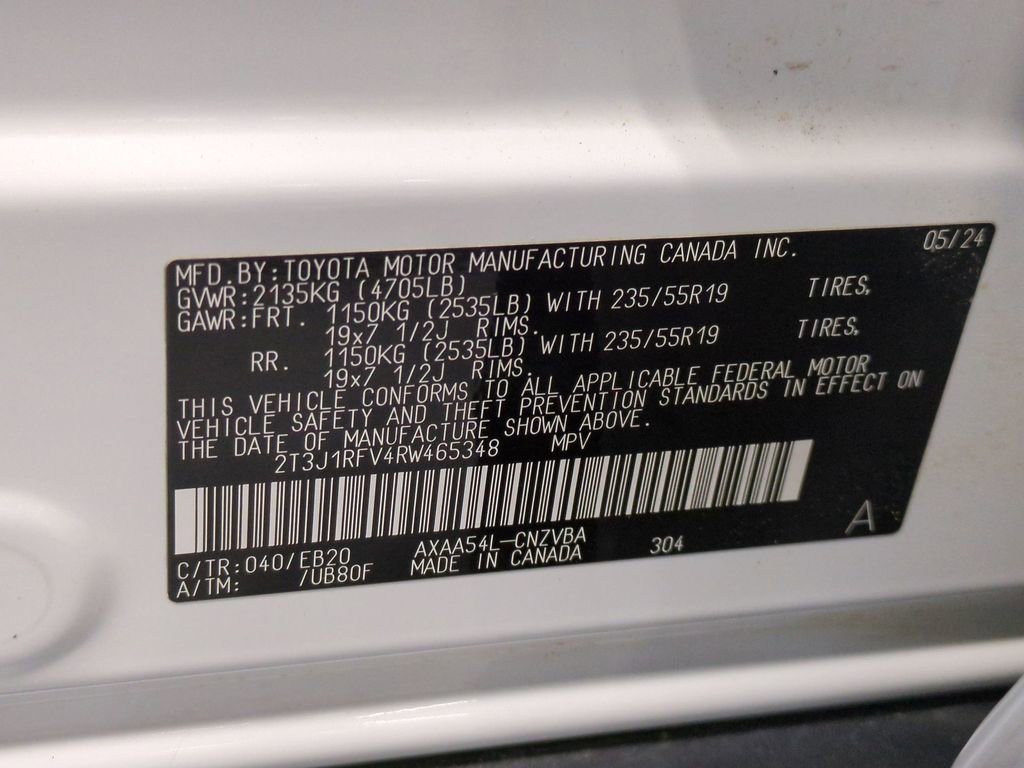 05/24
MFD.BY:TOYOTA MOTOR MANUFACTURING CANADA INC.
GVWR:2135KG (4705LB)
GAWR:FRT. 1150KG (2535LB) WITH 235/55R19 TIRES,
19x7 1/2J RIMS.
RR. 1150KG (2535LB) WITH 235/55R19 TIRES,
19x7 1/2J RIMS.
THIS VEHICLE CONFORMS TO ALL APPLICABLE FEDERAL MOTOR
VEHICLE SAFETY AND THEFT PREVENTION STANDARDS IN EFFECT ON
THE DATE OF MANUFACTURE SHOWN ABOVE.
2T3J1RFV4RW465348 MPV
C/TR:040/EB20 AXAA54L-CNZVBA 304 A
A/TM: /UB80F MADE IN CANADA